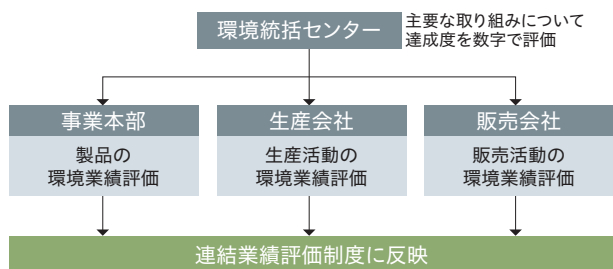 環境統括センター
主要な取り組みについて
達成度を数字で評価
事業本部
製品の
環境業績評価
生産会社
生産活動の
環境業績評価
販売会社
販売活動の
環境業績評価
連結業績評価制度に反映